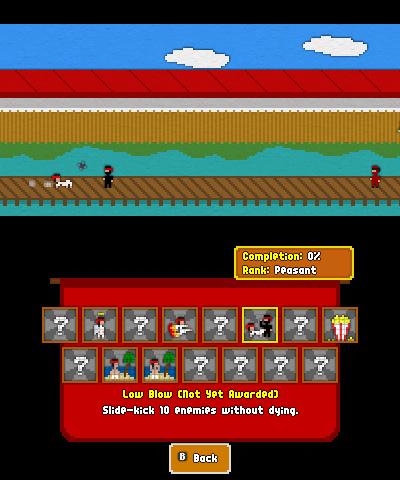 Completion: 0%
Rank: Peasant
? ? ? ? 
? ? ? ? ?
Low Blow (Not Yet Awarded)
Slide-kick 10 enemies without dying.
B Back